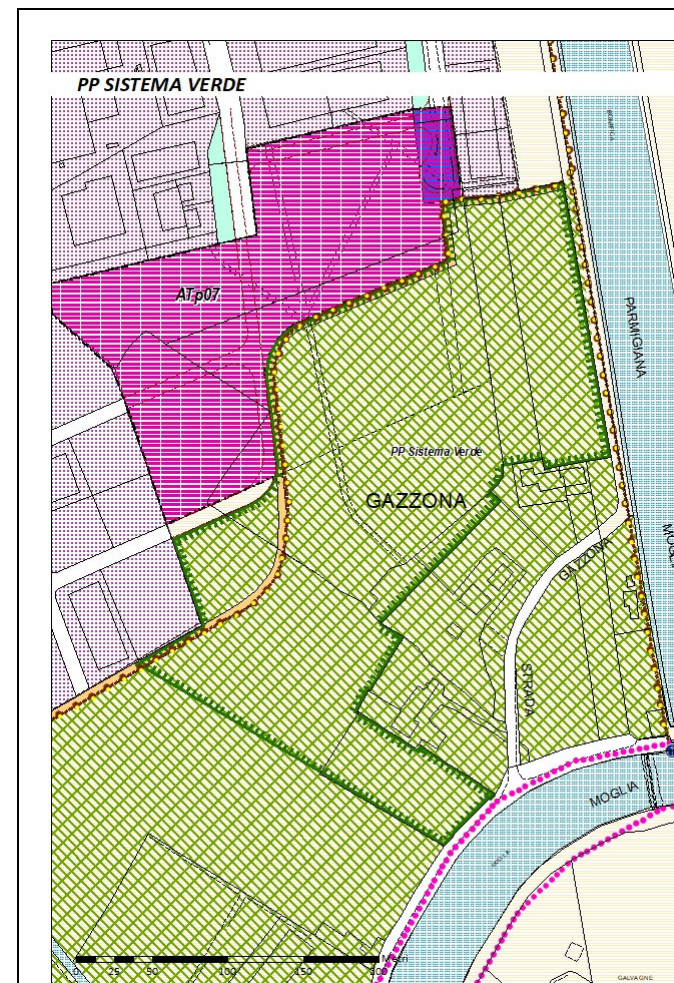 PP SISTEMA VERDE
ATp07
PARMIGIANA
PP Sistema Verde
GAZZONA
GAZZONA
STRADA
MOGLIA
Metri
0 25 50 100 150 200
GALVAGNE